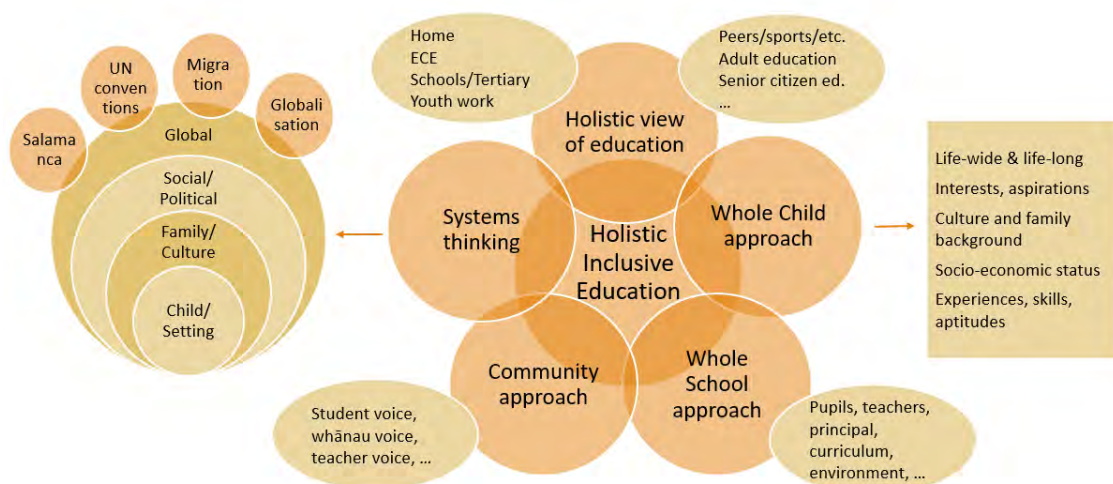 Salama
nca
UN
conven
tions
Migra
tion
Globali
sation
Global
Social/
Political
Family/
Culture
Child/
Setting
Home
ECE
Schools/Tertiary
Youth work
Peers/sports/etc.
Adult education
Senior citizen ed.
...
Holistic view
of education
Systems
thinking
Holistic
Inclusive
Education
Whole Child
approach
Community
approach
Whole
School
approach
Life-wide & life-long
Interests, aspirations
Culture and family
background
Socio-economic status
Experiences, skills,
aptitudes
Student voice,
whānau voice,
teacher voice, ...
Pupils, teachers,
principal,
curriculum,
environment, ...